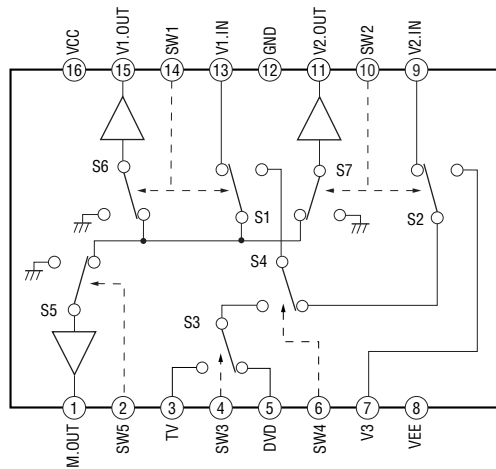 VCC
V1.OUT
SW1
V1.IN
GND
V2.OUT
SW2
V2.IN
16
15
14
13
12
11
10
9
S6
S7
S1
S2
S4
S5
S3
1
2
3
4
5
6
7
8
M.OUT
SW5
TV
SW3
DVD
SW4
V3
VEE